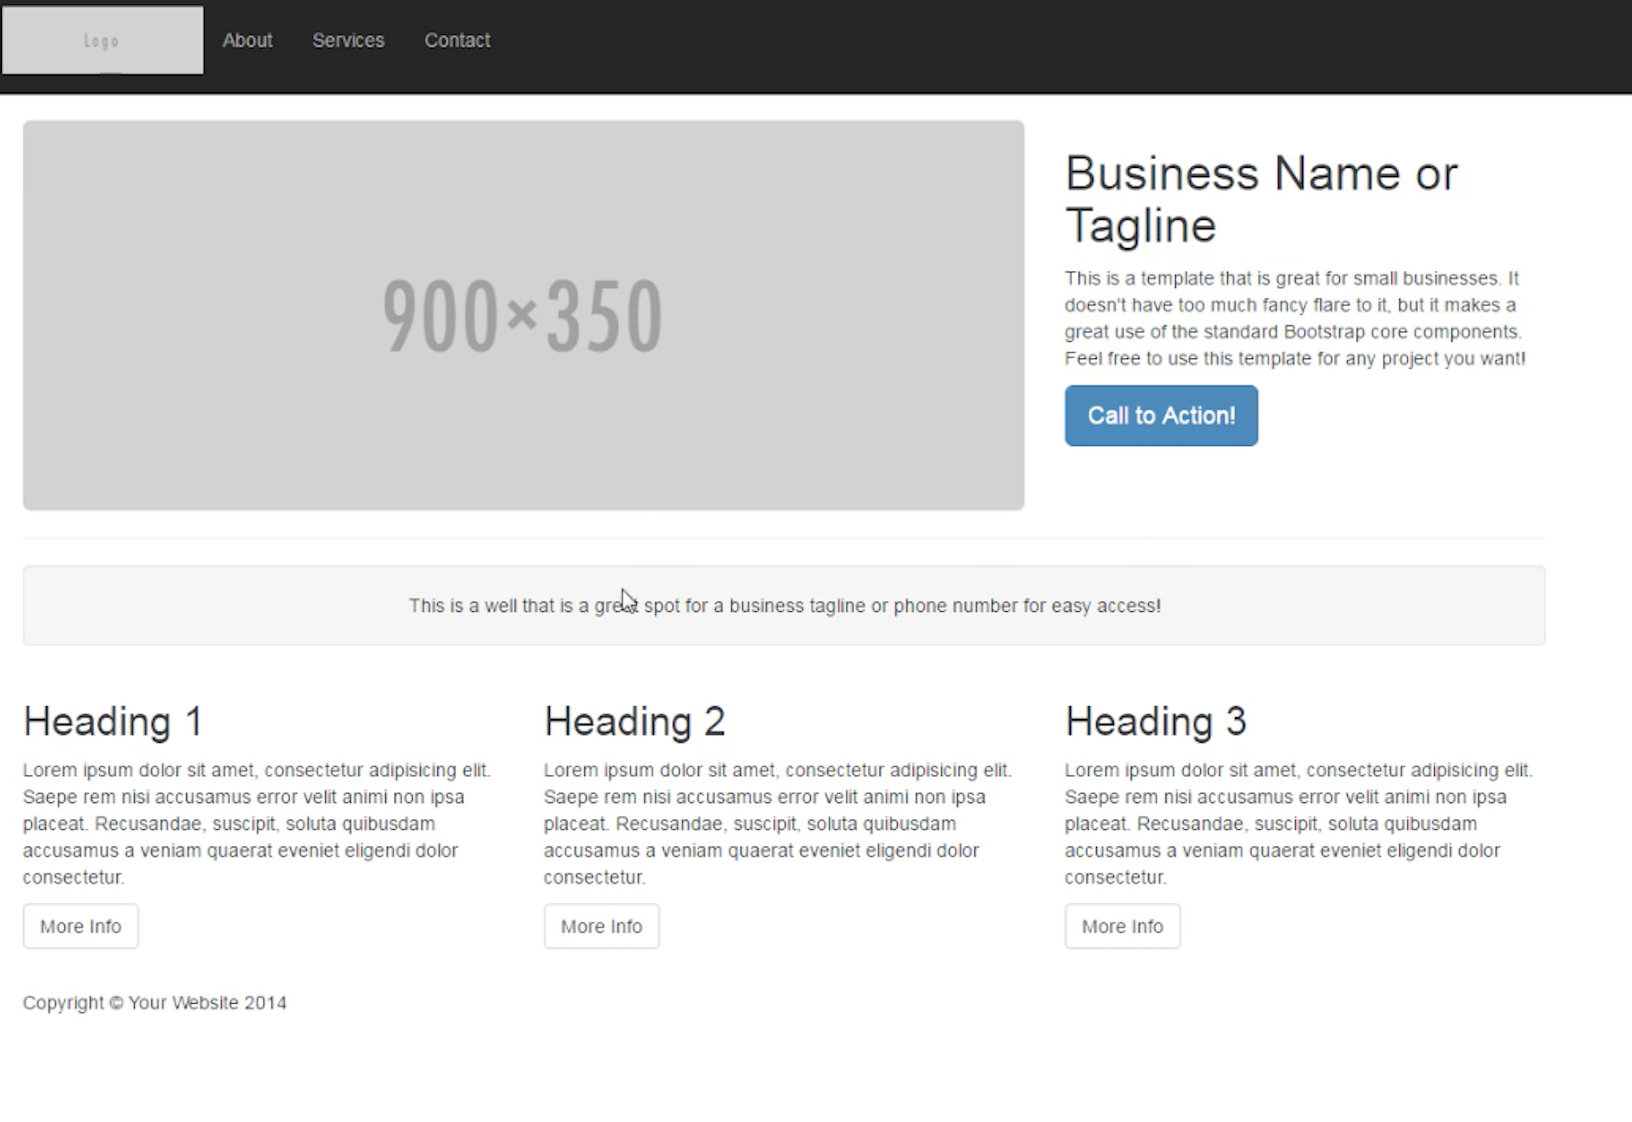 Logo
About
Services
Contact
900×350
Business Name or
Tagline
This is a template that is great for small businesses. It
doesn't have too much fancy flare to it, but it makes a
great use of the standard Bootstrap core components.
Feel free to use this template for any project you want!
Call to Action!
This is a well that is a great spot for a business tagline or phone number for easy access!
Heading 1
Lorem ipsum dolor sit amet, consectetur adipisicing elit.
Saepe rem nisi accusamus error velit animi non ipsa
placeat. Recusandae, suscipit, soluta quibusdam
accusamus a veniam quaerat eveniet eligendi dolor
consectetur.
More Info
Heading 2
Lorem ipsum dolor sit amet, consectetur adipisicing elit.
Saepe rem nisi accusamus error velit animi non ipsa
placeat. Recusandae, suscipit, soluta quibusdam
accusamus a veniam quaerat eveniet eligendi dolor
consectetur.
More Info
Heading 3
Lorem ipsum dolor sit amet, consectetur adipisicing elit.
Saepe rem nisi accusamus error velit animi non ipsa
placeat. Recusandae, suscipit, soluta quibusdam
accusamus a veniam quaerat eveniet eligendi dolor
consectetur.
More Info
Copyright © Your Website 2014